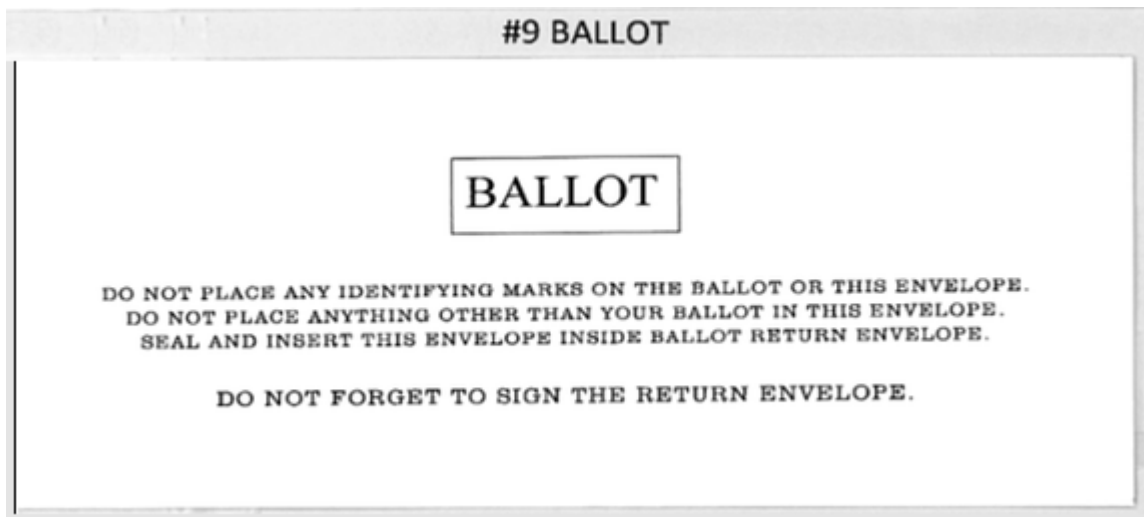 #9 BALLOT
BALLOT
DO NOT PLACE ANY IDENTIFYING MARKS ON THE BALLOT OR THIS ENVELOPE.
DO NOT PLACE ANYTHING OTHER THAN YOUR BALLOT IN THIS ENVELOPE.
SEAL AND INSERT THIS ENVELOPE INSIDE BALLOT RETURN ENVELOPE.
DO NOT FORGET TO SIGN THE RETURN ENVELOPE.